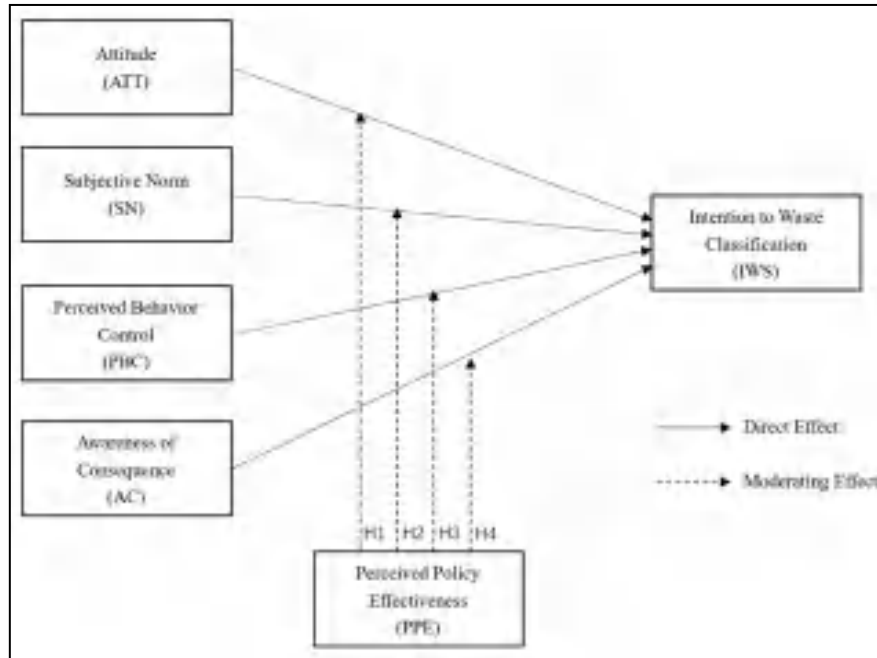 Attitude
(ATT)
Subjective Norm
(SN)
Perceived Behavior
Control
(PBC)
Awareness of
Consequence
(AC)
Intention to Waste
Classification
(IWS)
Direct Effect
Moderating Effect
H1 H2 H3 H4
Perceived Policy
Effectiveness
(PPE)